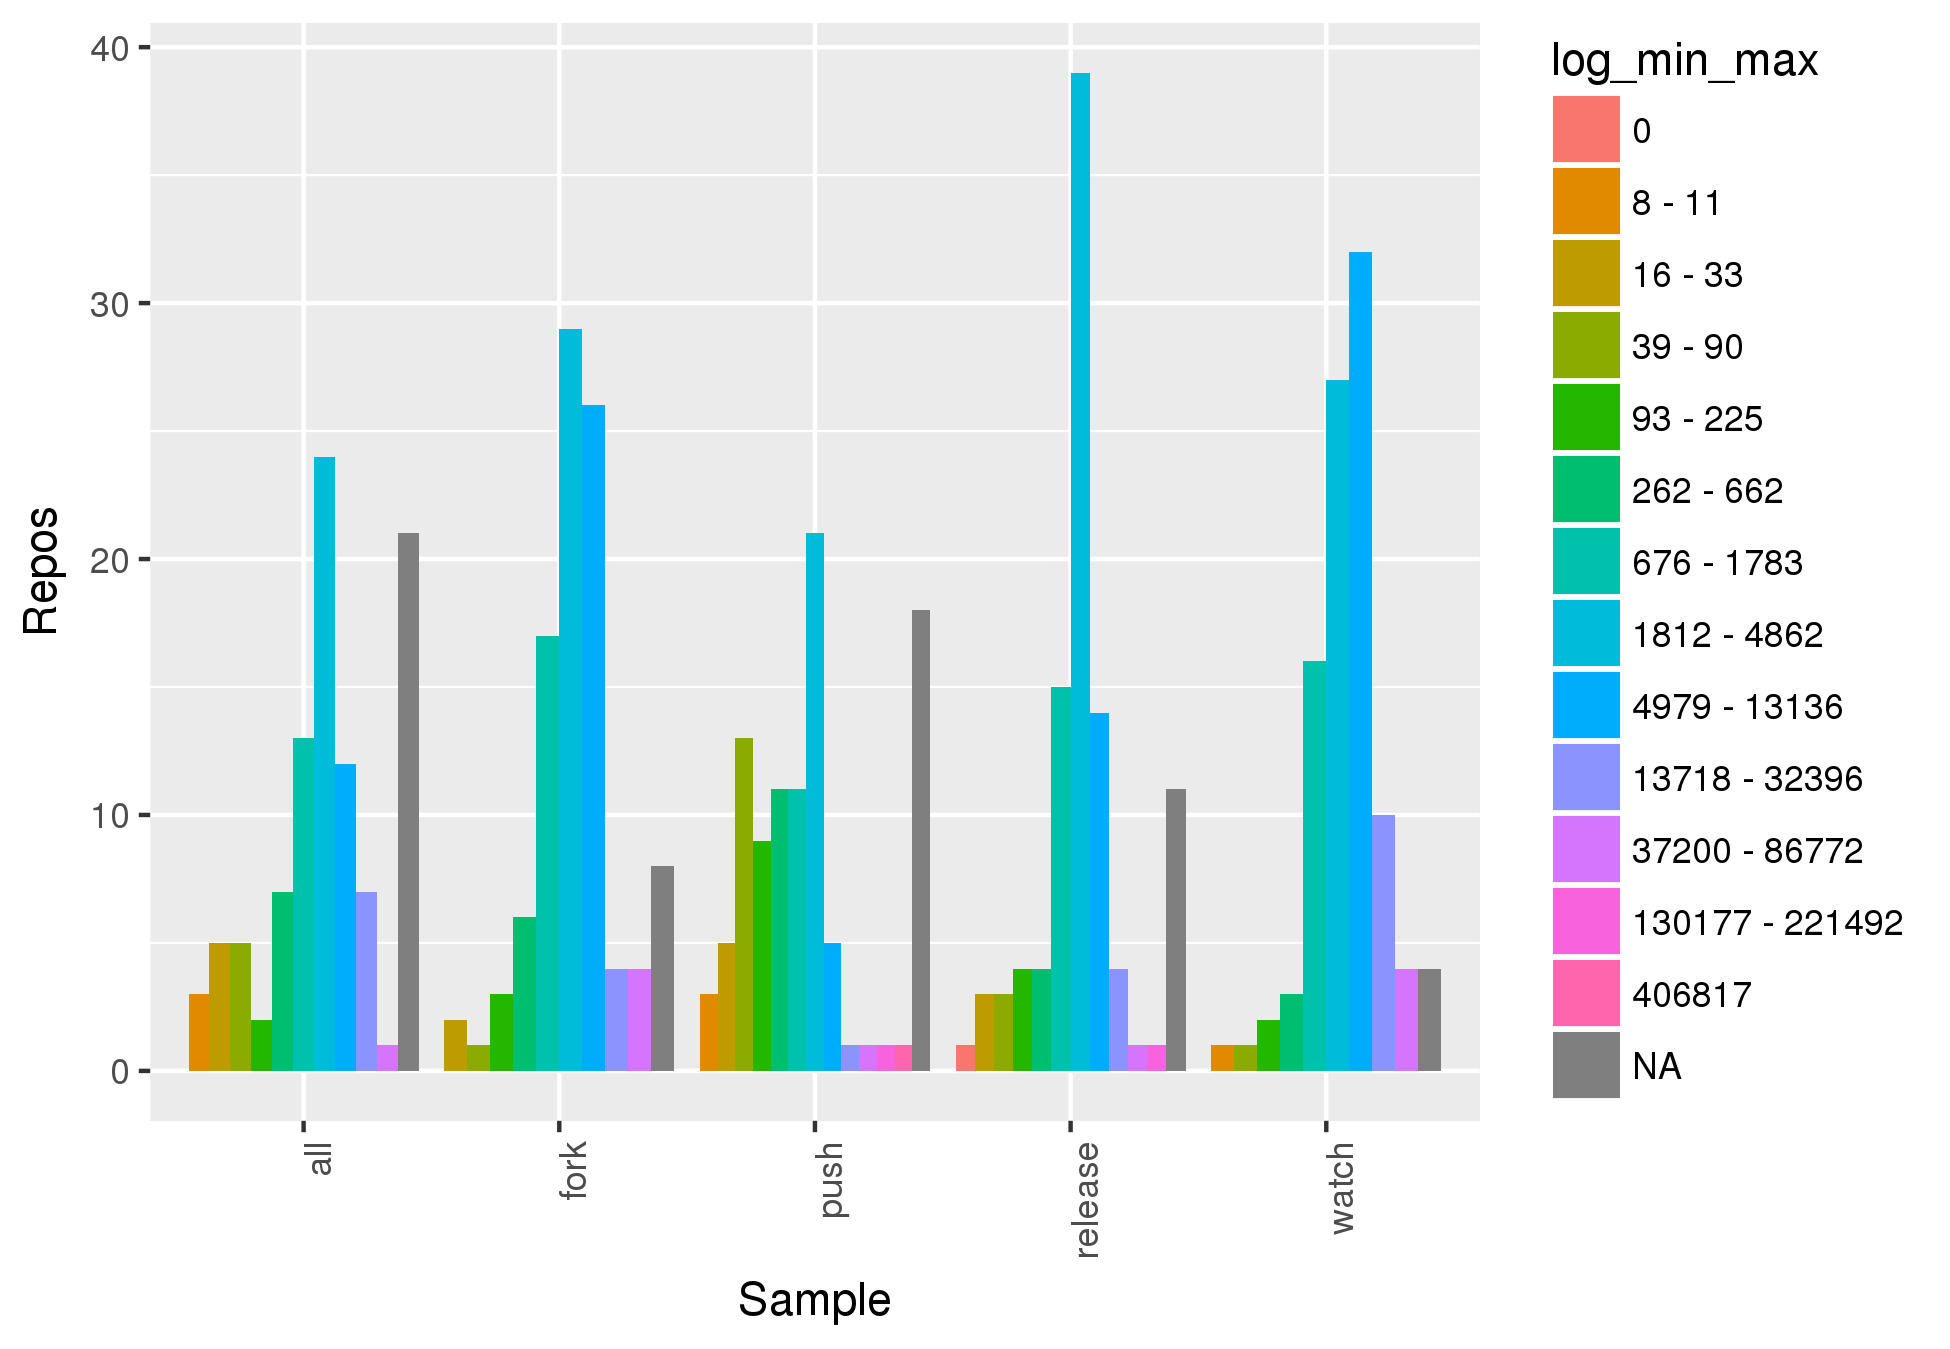 40
30
20
10
0
Repos
all
fork
push
release
watch
Sample
log_min_max
0
8 - 11
16 - 33
39 - 90
93 - 225
262 - 662
676 - 1783
1812 - 4862
4979 - 13136
13718 - 32396
37200 - 86772
130177 - 221492
406817
NA